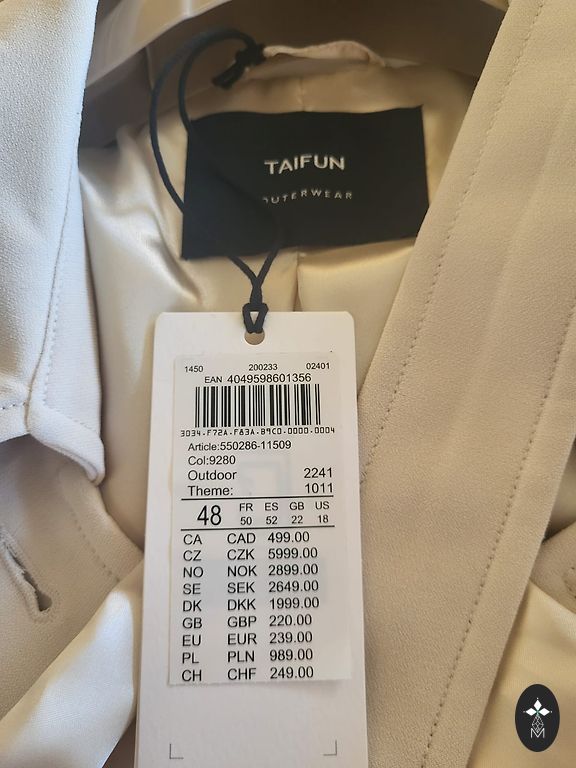 TAIFUN
OUTERWEAR
1450 200233 02401
EAN 4049598601356
3034.F72A.F83A.B9C0.0000.0004
Article:550286-11509
Col:9280
Outdoor 2241
Theme: 1011
48 FR ES GB US
50 52 22 18
CA CAD 499.00
CZ CZK 5999.00
NO NOK 2899.00
SE SEK 2649.00
DK DKK 1999.00
GB GBP 220.00
EU EUR 239.00
PL PLN 989.00
CH CHF 249.00
M